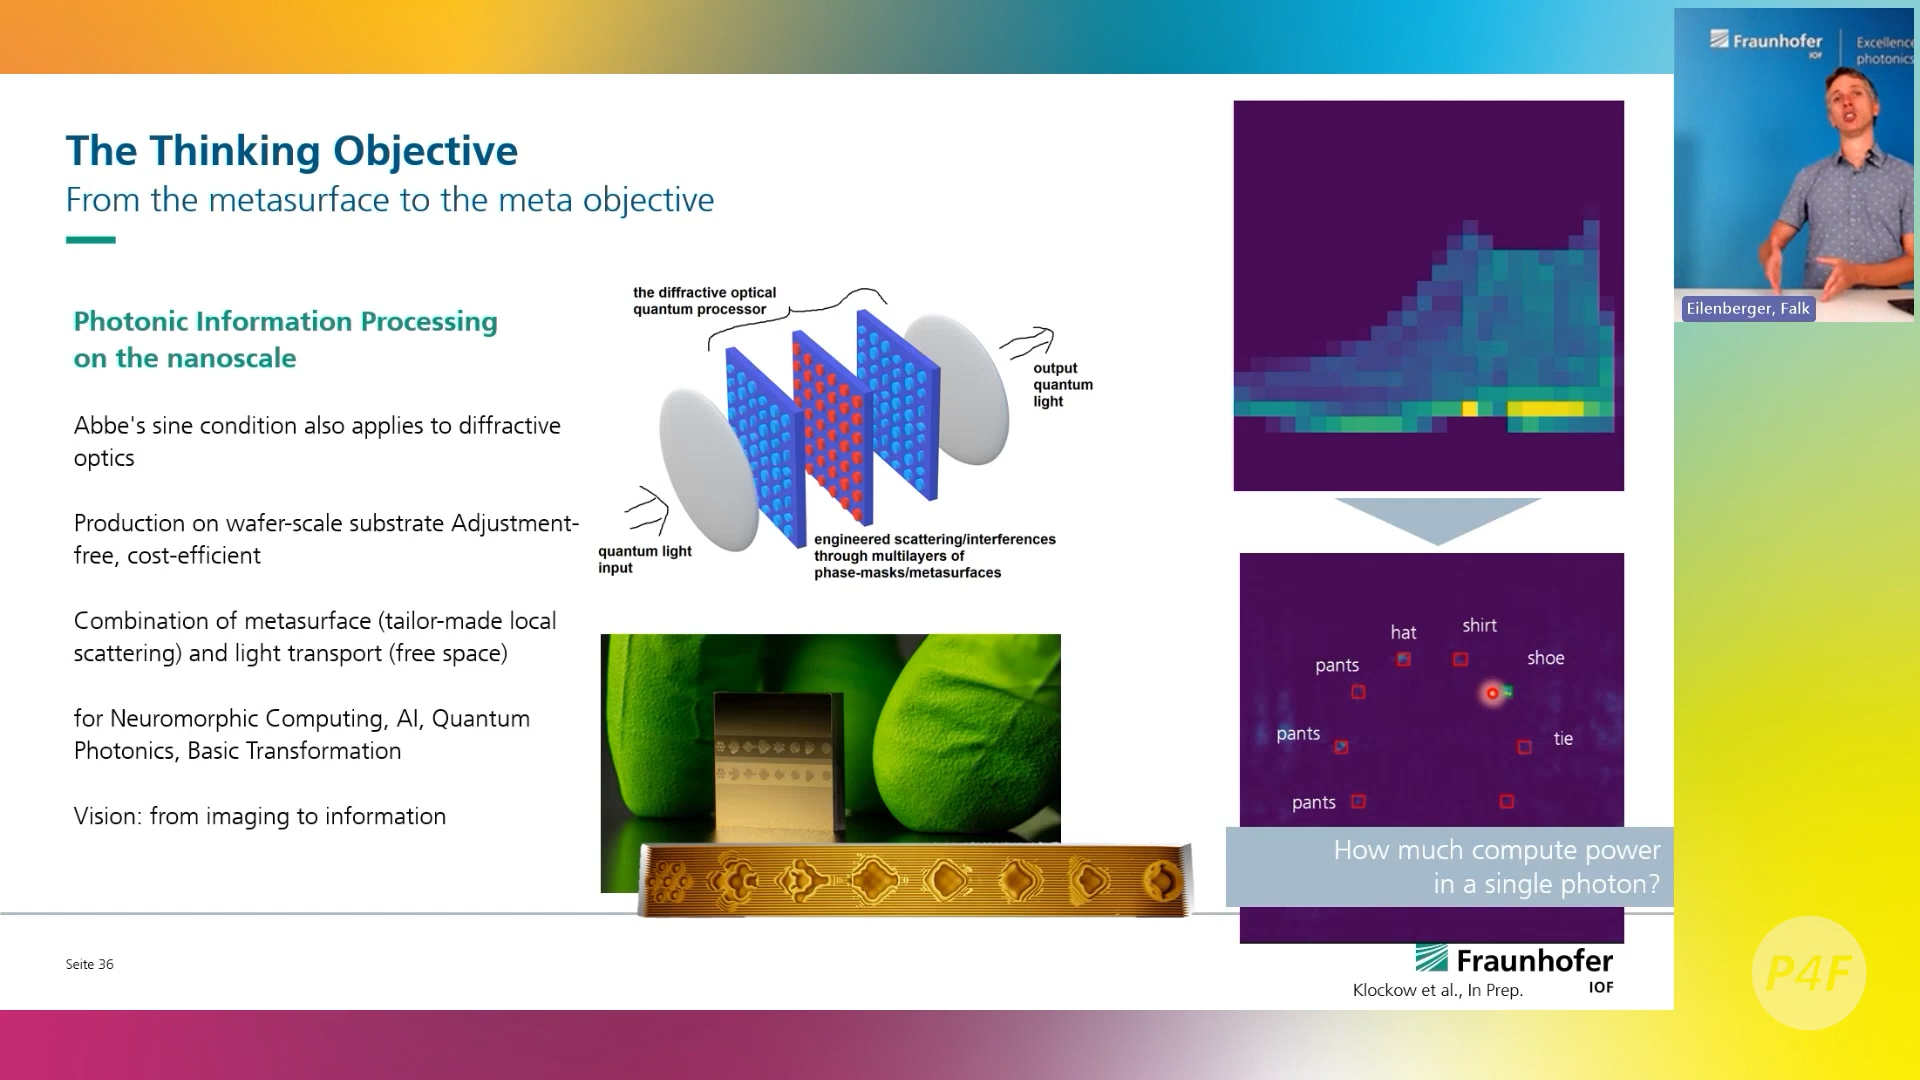 The Thinking Objective
From the metasurface to the meta objective
Photonic Information Processing
on the nanoscale
Abbe's sine condition also applies to diffractive
optics
Production on wafer-scale substrate Adjustment-
free, cost-efficient
Combination of metasurface (tailor-made local
scattering) and light transport (free space)
for Neuromorphic Computing, AI, Quantum
Photonics, Basic Transformation
Vision: from imaging to information
the diffractive optical
quantum processor
output
quantum
light
quantum light
input
engineered scattering/interferences
through multilayers of
phase-masks/metasurfaces
hat
shirt
pants
shoe
pants
tie
pants
How much compute power
in a single photon?
Seite 36
Fraunhofer
IOF
Klockow et al., In Prep.
Fraunhofer
IOF
Excellence
photonics
Eilenberger, Falk
P4F